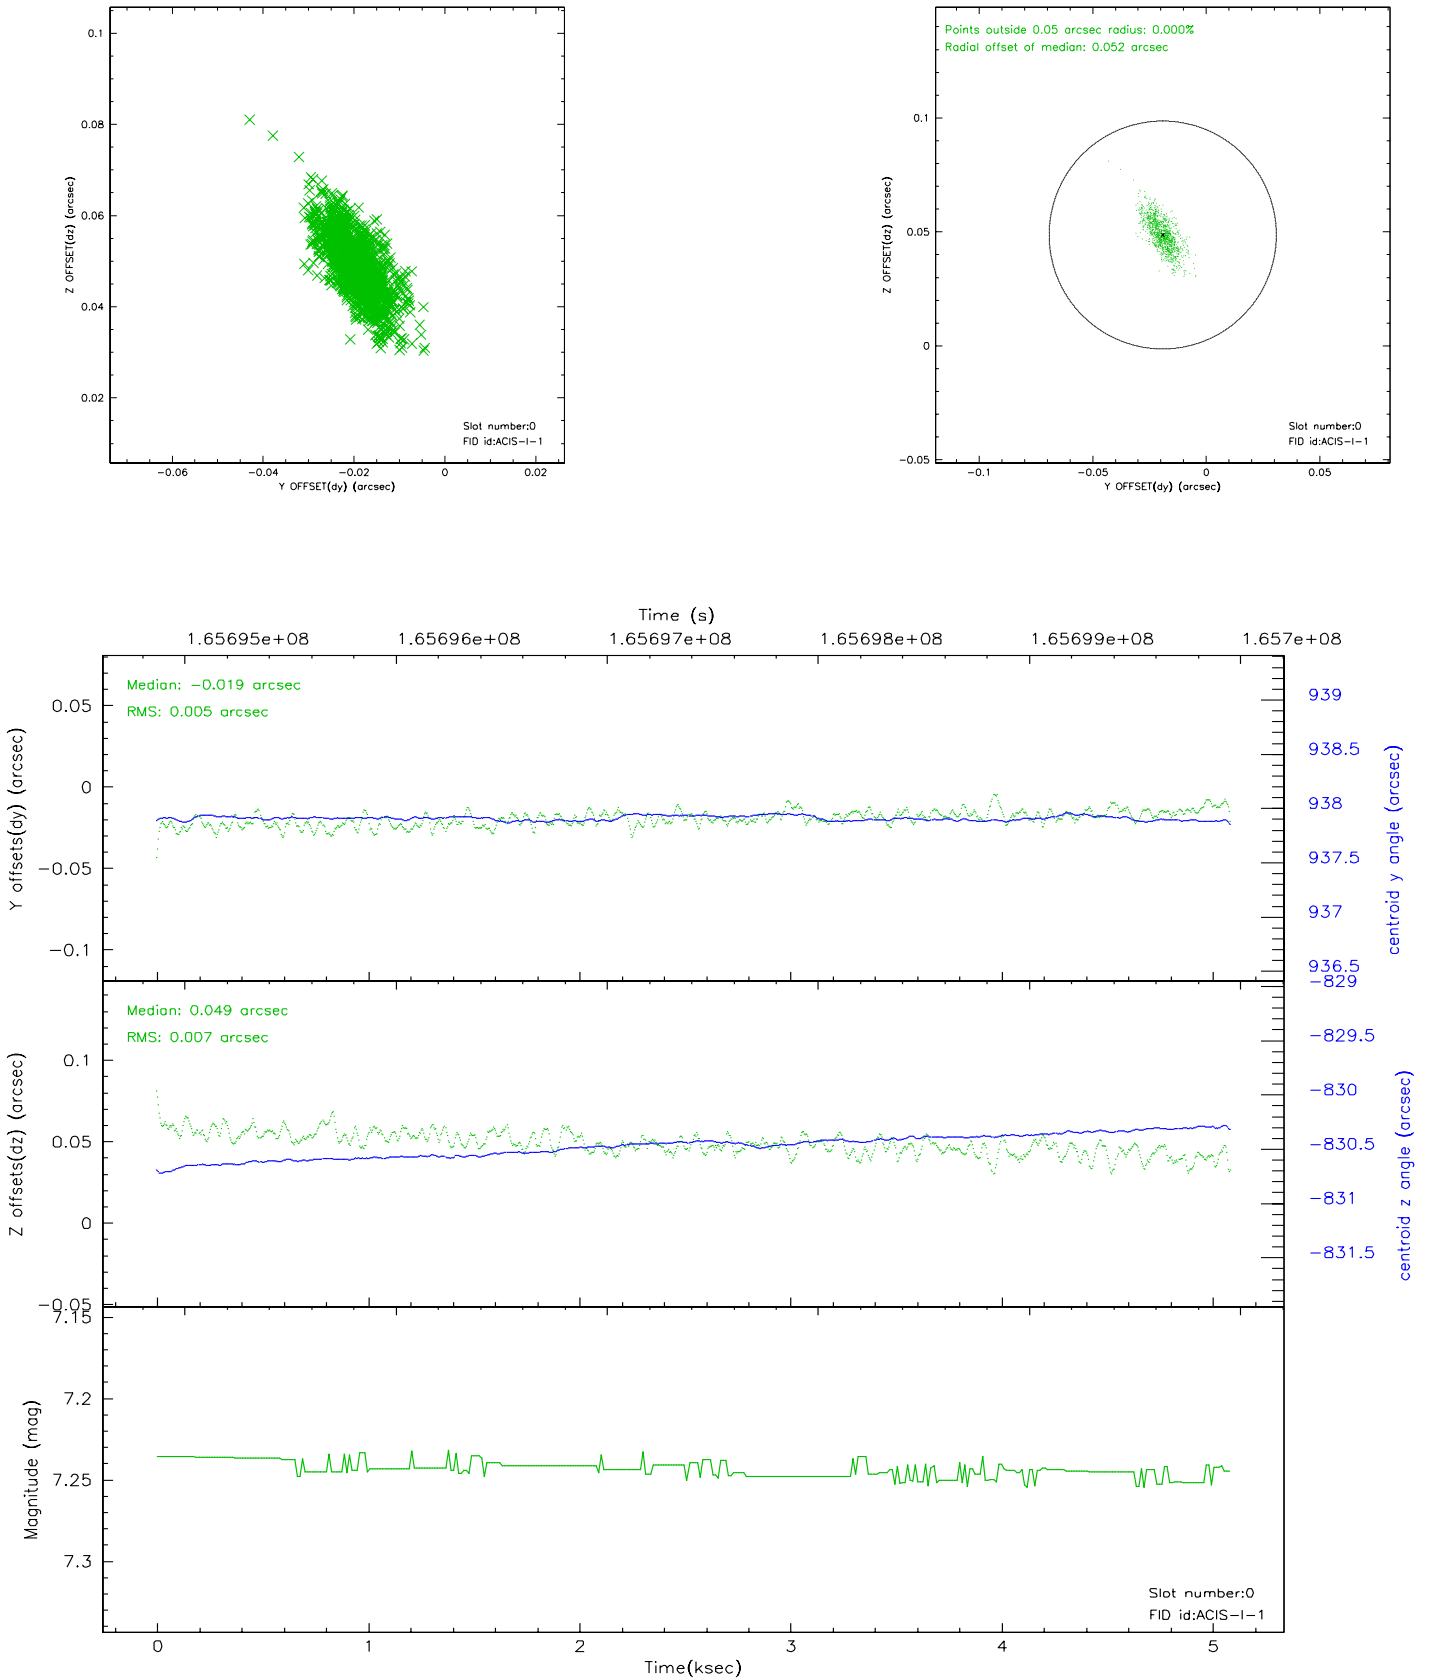 0.1
0.08
0.06
0.04
0.02
Z OFFSET(dz) (arcsec)
Slot number:0
FID id:ACIS-I-1
-0.06 -0.04 -0.02 0 0.02
Y OFFSET(dy) (arcsec)
Points outside 0.05 arcsec radius: 0.000%
Radial offset of median: 0.052 arcsec
0.1
0.05
0
-0.05
Z OFFSET(dz) (arcsec)
Slot number:0
FID id:ACIS-I-1
-0.1 -0.05 0 0.05
Y OFFSET(dy) (arcsec)
Time (s)
1.65695e+08 1.65696e+08 1.65697e+08 1.65698e+08 1.65699e+08 1.657e+08
Median: -0.019 arcsec
RMS: 0.005 arcsec
0.05
0
-0.05
-0.1
Y offsets(dy) (arcsec)
939
938.5
938
937.5
937
936.5
centroid y angle (arcsec)
Median: 0.049 arcsec
RMS: 0.007 arcsec
0.1
0.05
0
-0.05
Z offsets(dz) (arcsec)
-829
-829.5
-830
-830.5
-831
-831.5
centroid z angle (arcsec)
7.15
7.2
7.25
7.3
Magnitude (mag)
Slot number:0
FID id:ACIS-I-1
0 1 2 3 4 5
Time(ksec)